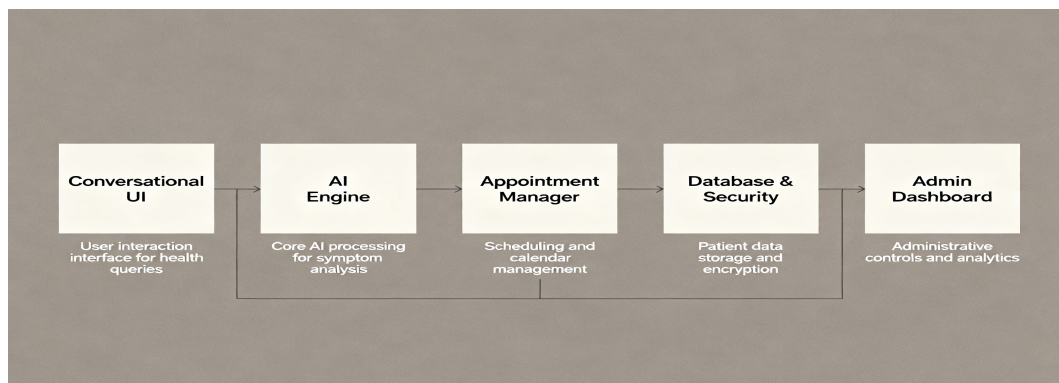 Conversational
UI
User interaction
interface for health
queries
AI
Engine
Core AI processing
for symptom
analysis
Appointment
Manager
Scheduling and
calendar
management
Database &
Security
Patient data
storage and
encryption
Admin
Dashboard
Administrative
controls and analytics